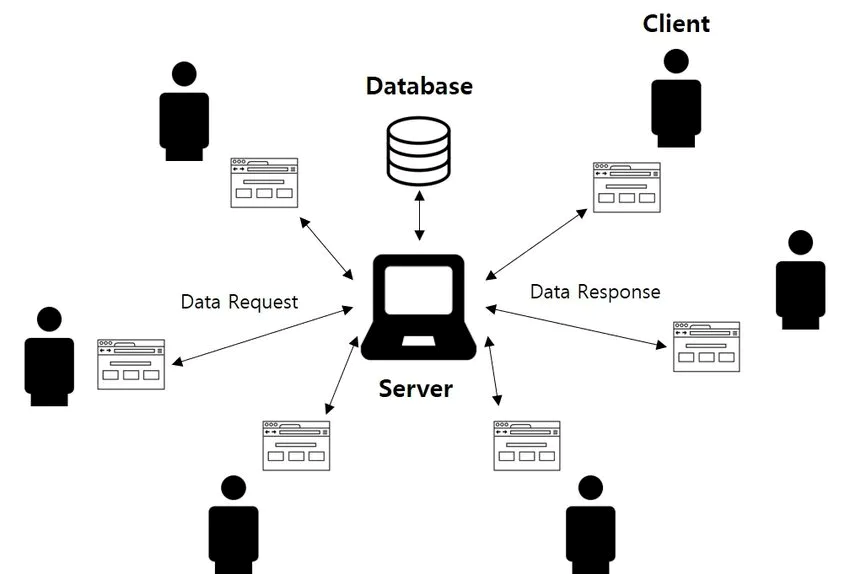 Client
Database
Data Request
Data Response
Server